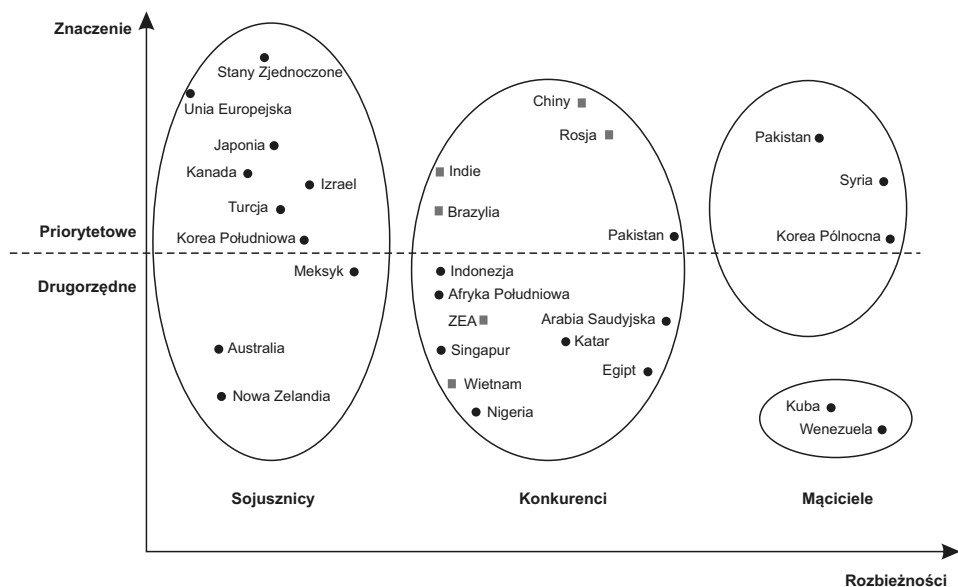 Znaczenie
Stany Zjednoczone
Unia Europejska
Japonia
Kanada
Izrael
Turcja
Korea Południowa
Priorytetowe
Drugorzędne
Meksyk
Australia
Nowa Zelandia
Chiny
Rosja
Indie
Brazylia
Pakistan
Indonezja
Afryka Południowa
ZEA
Arabia Saudyjska
Singapur
Katar
Wietnam
Egipt
Nigeria
Pakistan
Syria
Korea Pólnocna
Kuba
Wenezuela
Sojusznicy
Konkurenci
Mąciciele
Rozbieżności